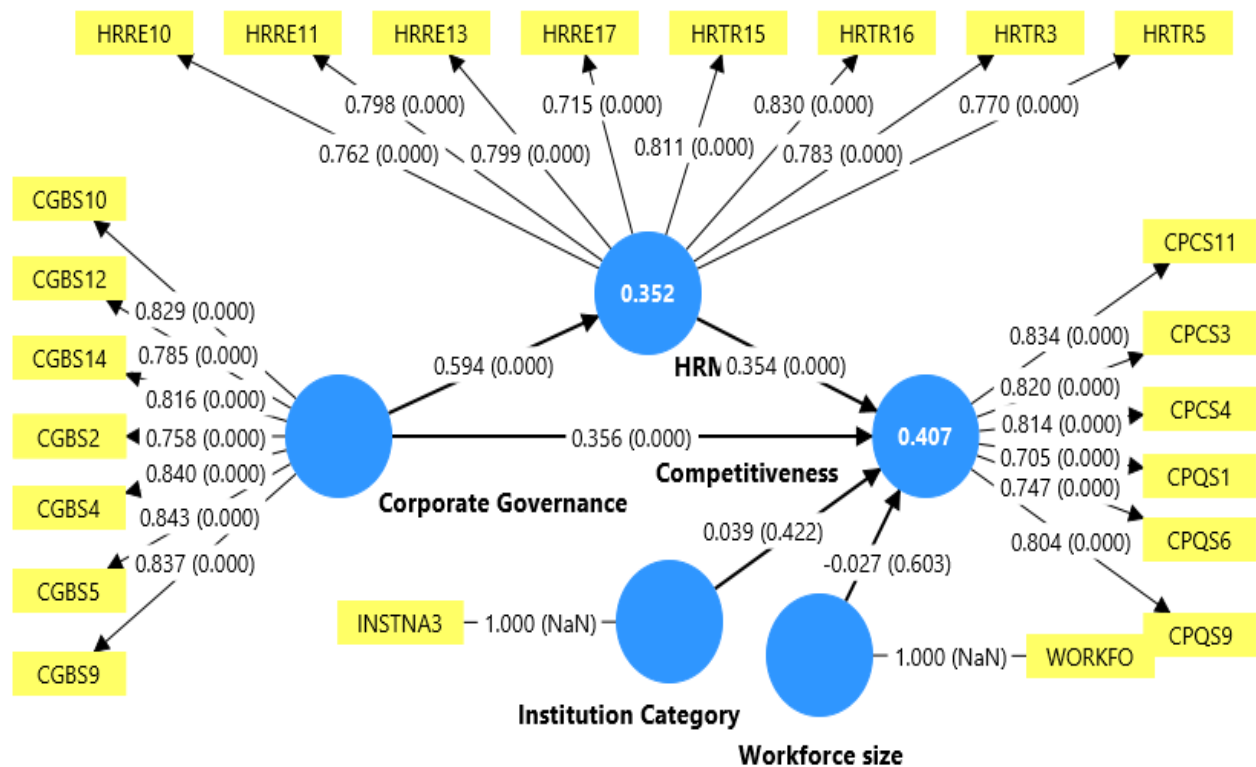 HRRE10 HRRE11 HRRE13 HRRE17 HRTR15 HRTR16 HRTR3 HRTR5
0.798 (0.000) 0.715 (0.000) 0.830 (0.000) 0.770 (0.000)
0.762 (0.000) 0.799 (0.000) 0.811 (0.000) 0.783 (0.000)
CGBS10
CGBS12
CGBS14
CGBS2
CGBS4
CGBS5
CGBS9
0.829 (0.000)
0.785 (0.000)
0.816 (0.000)
0.758 (0.000)
0.840 (0.000)
0.843 (0.000)
0.837 (0.000)
Corporate Governance
0.594 (0.000)
0.352
HRM
0.354 (0.000)
0.356 (0.000)
Competitiveness
0.407
0.834 (0.000)
0.820 (0.000)
0.814 (0.000)
0.705 (0.000)
0.747 (0.000)
0.804 (0.000)
CPCS11
CPCS3
CPCS4
CPQS1
CPQS6
CPQS9
0.039 (0.422)
-0.027 (0.603)
INSTNA3 1.000 (NaN)
Institution Category
1.000 (NaN) WORKFO
Workforce size